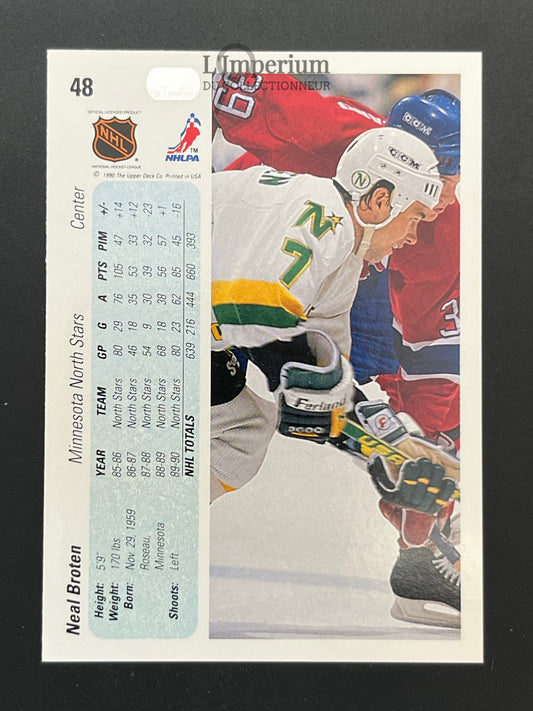 L'Imperium
DU COLLECTIONNEUR
48
OFFICIAL LICENSED PRODUCT
NHL
NATIONAL HOCKEY LEAGUE
NHLPA
TM
© 1990 The Upper Deck Co. Printed in USA
Neal Broten Minnesota North Stars Center
Height: 5'9"
Weight: 170 lbs.
Born: Nov. 29, 1959
Roseau,
Minnesota
Shoots: Left
YEAR TEAM GP G A PTS PIM +/-
85-86 North Stars 80 29 76 105 47 +14
86-87 North Stars 46 18 35 53 33 +12
87-88 North Stars 54 9 30 39 32 -23
88-89 North Stars 68 18 38 56 57 +1
89-90 North Stars 80 23 62 85 45 -16
NHL TOTALS 639 216 444 660 393
CCM
CCM
N
N
7
3
Ferland
3000